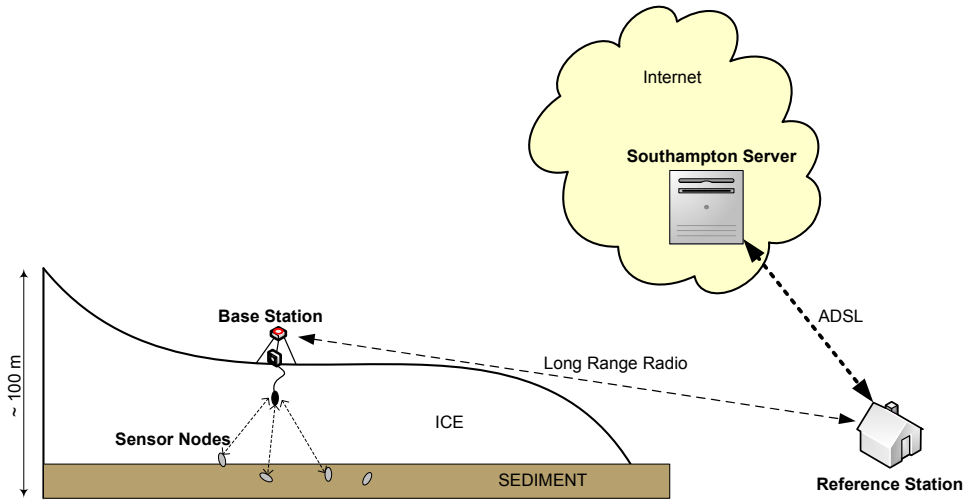 Internet
Southampton Server
Base Station
ADSL
Long Range Radio
~ 100 m
ICE
Sensor Nodes
SEDIMENT
Reference Station